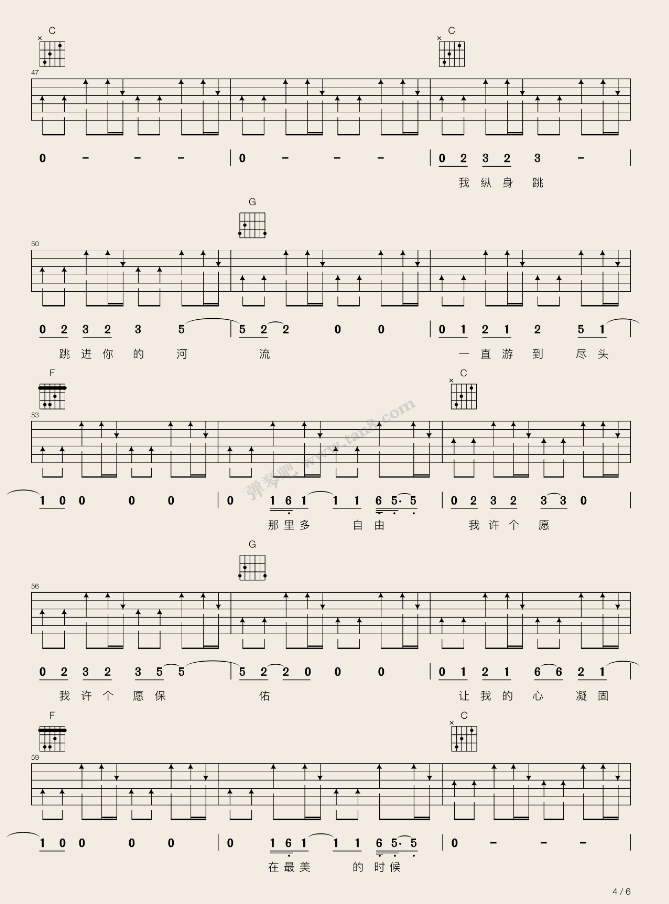 C C
47
0 - - - 0 - - - 0 2 3 2 3 -
我 纵 身 跳
G
50
0 2 3 2 3 5 5 2 2 0 0 0 1 2 1 2 5 1
跳 进 你 的 河 流 一 直 游 到 尽 头
F C
53
1 0 0 0 0 0 1 6 1 1 1 6 5· 5 0 2 3 2 3 3 0
那 里 多 自 由 我 许 个 愿
弹琴吧 www.tan8.com
G
56
0 2 3 2 3 5 5 5 2 2 0 0 0 0 1 2 1 6 6 2 1
我 许 个 愿 保 佑 让 我 的 心 凝 固
F C
59
1 0 0 0 0 0 1 6 1 1 1 6 5· 5 0 - - -
在 最 美 的 时 候
4 / 6